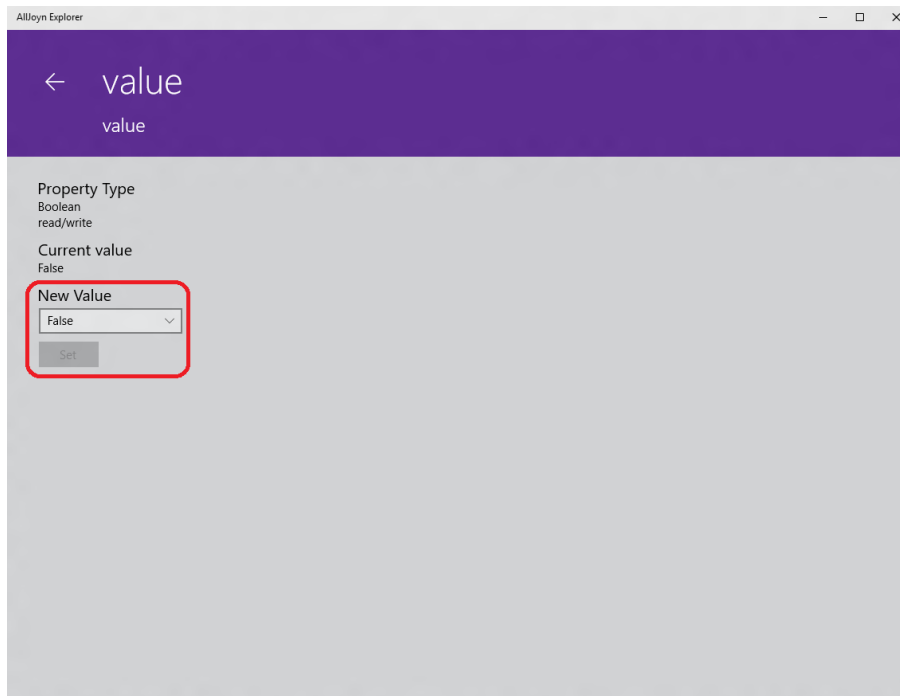 AllJoyn Explorer
value
value
Property Type
Boolean
read/write
Current value
False
New Value
False
Set